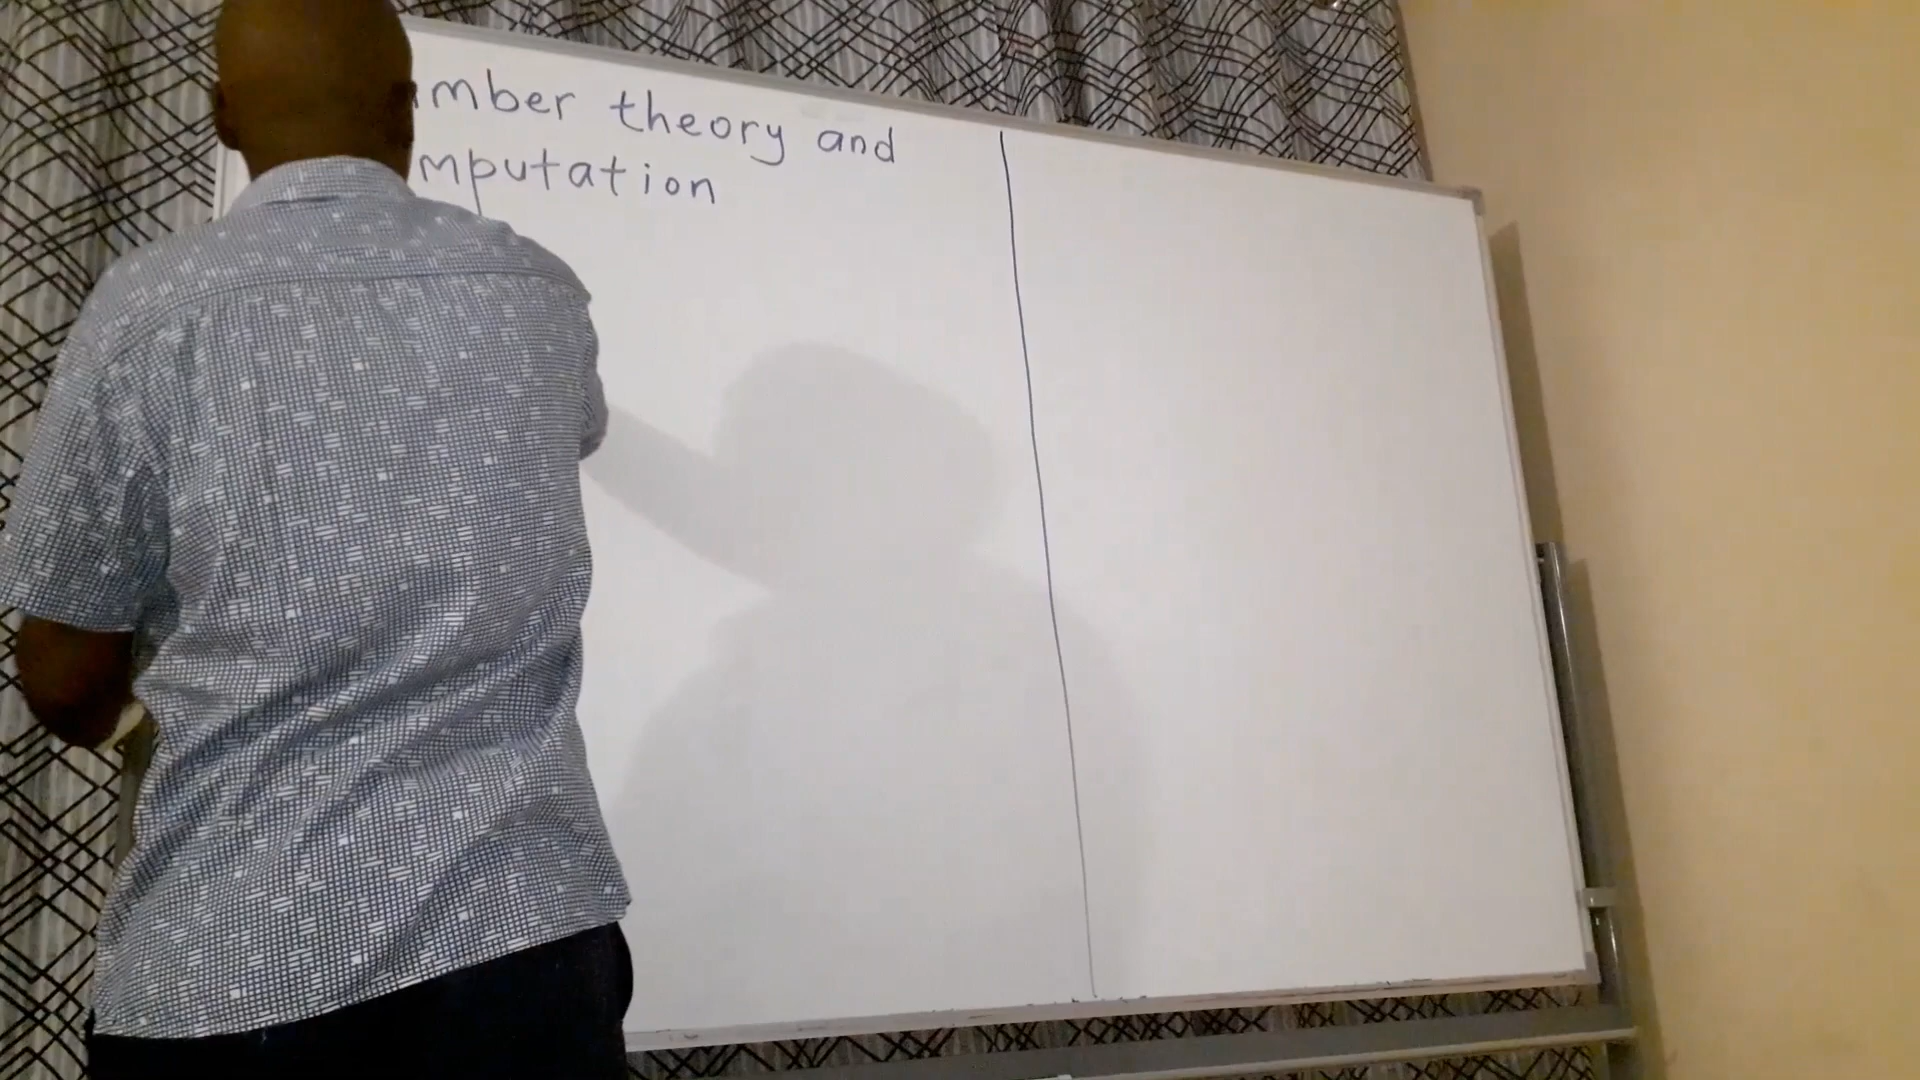 mber theory and
mputation